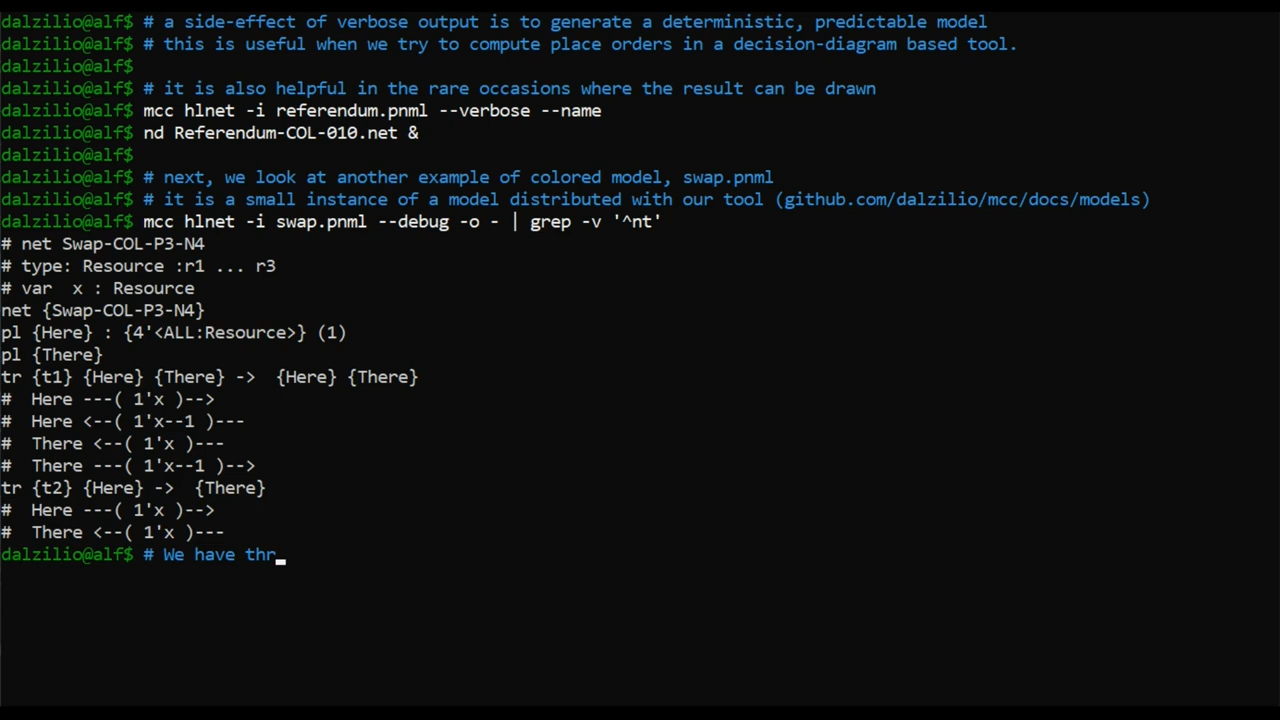 dalzilio@alf$ # a side-effect of verbose output is to generate a deterministic, predictable model
dalzilio@alf$ # this is useful when we try to compute place orders in a decision-diagram based tool.
dalzilio@alf$
dalzilio@alf$ # it is also helpful in the rare occasions where the result can be drawn
dalzilio@alf$ mcc hlnet -i referendum.pnml --verbose --name
dalzilio@alf$ nd Referendum-COL-010.net &
dalzilio@alf$
dalzilio@alf$ # next, we look at another example of colored model, swap.pnml
dalzilio@alf$ # it is a small instance of a model distributed with our tool (github.com/dalzilio/mcc/docs/models)
dalzilio@alf$ mcc hlnet -i swap.pnml --debug -o - | grep -v '^nt'
# net Swap-COL-P3-N4
# type: Resource :r1 ... r3
# var  x : Resource
net {Swap-COL-P3-N4}
pl {Here} : {4'<ALL:Resource>} (1)
pl {There}
tr {t1} {Here} {There} ->  {Here} {There}
#  Here ---( 1'x )-->
#  Here <--( 1'x--1 )---
#  There <--( 1'x )---
#  There ---( 1'x--1 )-->
tr {t2} {Here} ->  {There}
#  Here ---( 1'x )-->
#  There <--( 1'x )---
dalzilio@alf$ # We have thr